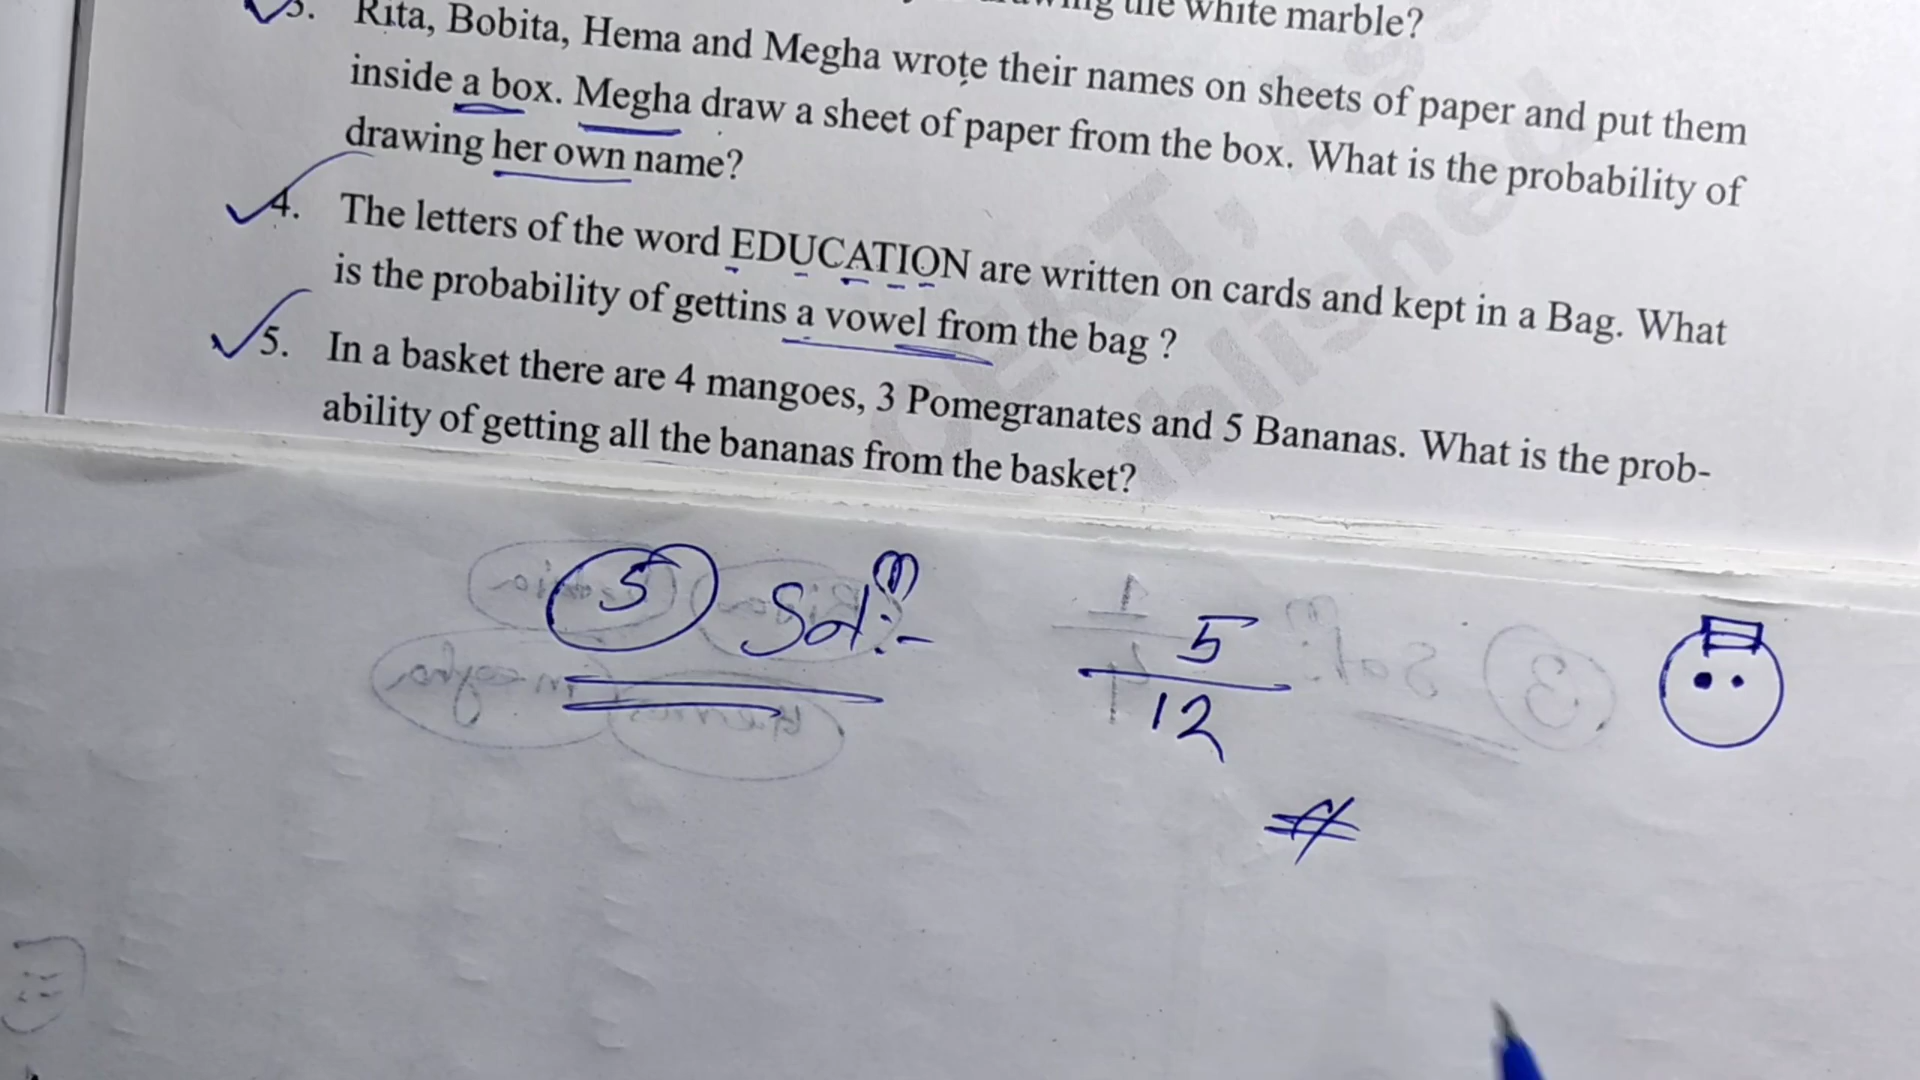 drawing the white marble?
3. Rita, Bobita, Hema and Megha wrote their names on sheets of paper and put them
inside a box. Megha draw a sheet of paper from the box. What is the probability of
drawing her own name?
4. The letters of the word EDUCATION are written on cards and kept in a Bag. What
is the probability of gettins a vowel from the bag ?
5. In a basket there are 4 mangoes, 3 Pomegranates and 5 Bananas. What is the prob-
ability of getting all the bananas from the basket?
5 Solⁿ:-
5
12